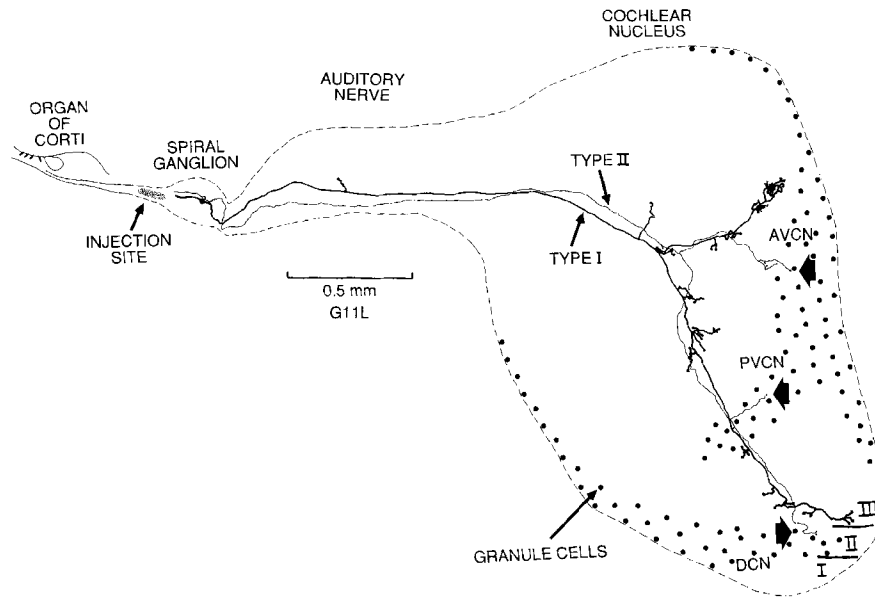 COCHLEAR
NUCLEUS
AUDITORY
NERVE
ORGAN
OF
CORTI
SPIRAL
GANGLION
TYPE II
INJECTION
SITE
TYPE I
AVCN
0.5 mm
G11L
PVCN
III
II
I
GRANULE CELLS
DCN